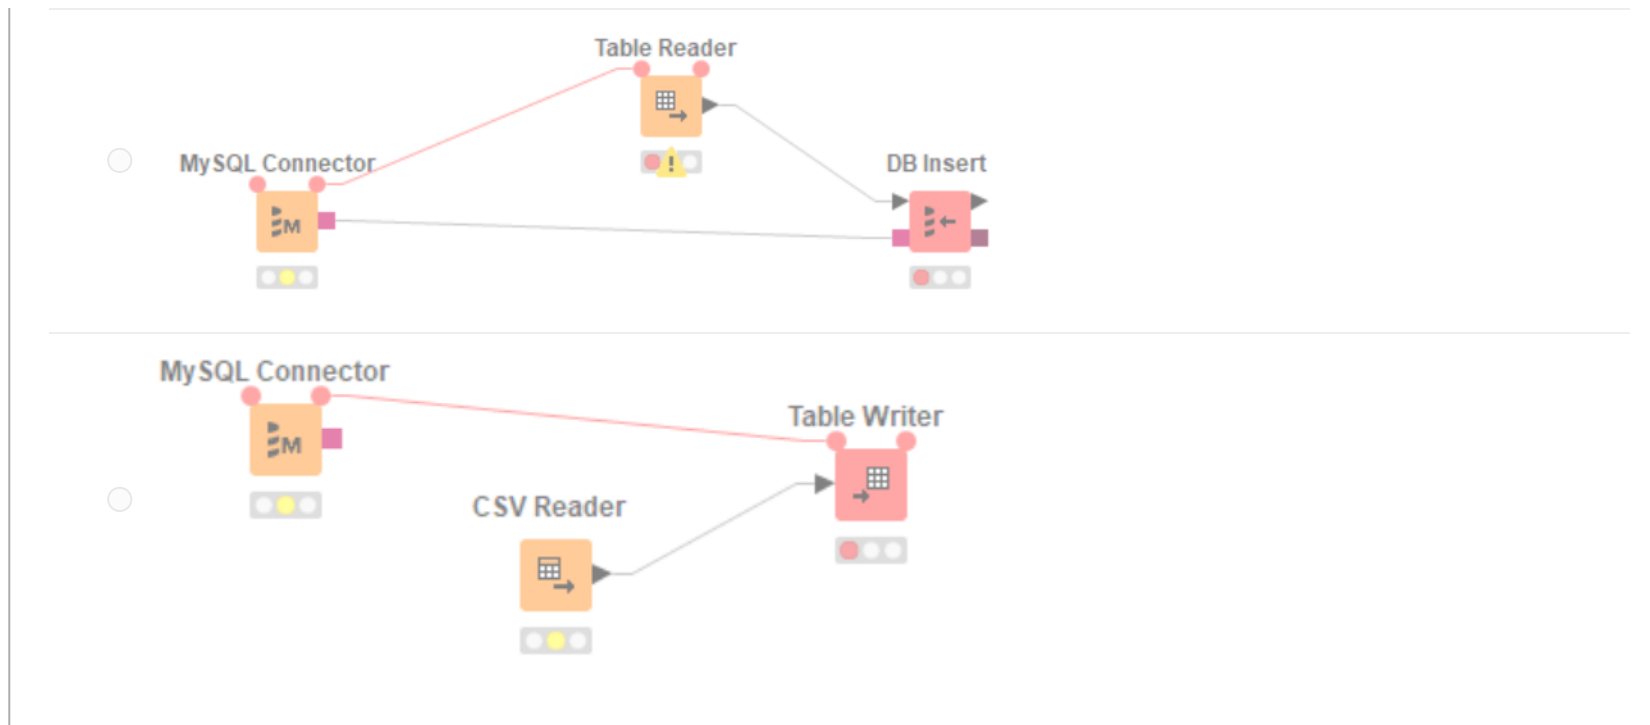 Table Reader
MySQL Connector
DB Insert
M
!
MySQL Connector
Table Writer
M
CSV Reader